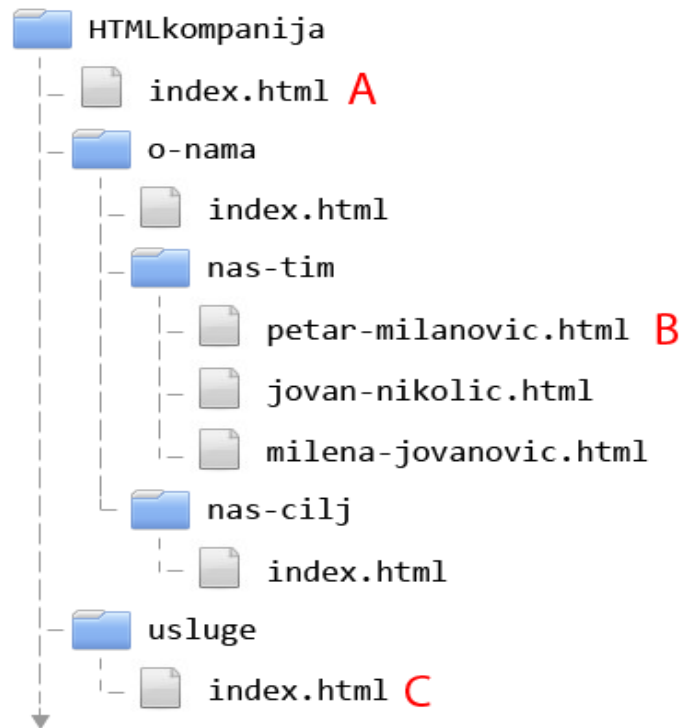 HTMLkompanija
index.html A
o-nama
index.html
nas-tim
petar-milanovic.html B
jovan-nikolic.html
milena-jovanovic.html
nas-cilj
index.html
usluge
index.html C